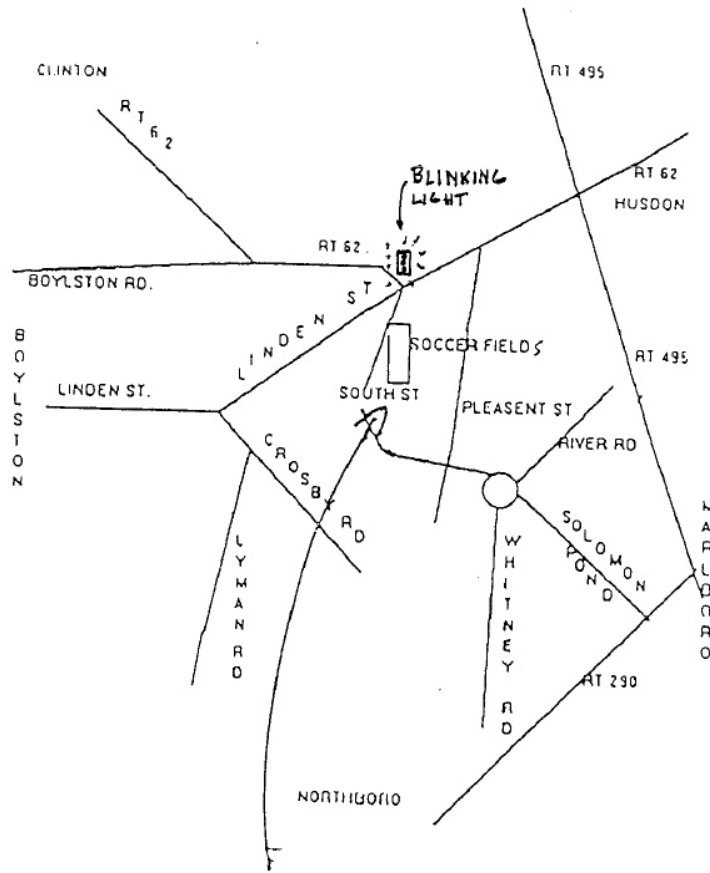 CLINTON
RT 495
RT 62
BLINKING
LIGHT
RT 62
HUSDON
RT 62.
BOYLSTON RD.
LINDEN ST
BOYLSTON
SOCCER FIELDS
RT 495
LINDEN ST.
SOUTH ST
PLEASENT ST
RIVER RD
CROSBY RD
SOLOMON
POND
MARLBORO
LYMAN RD
WHITNEY RD
RT 290
NORTHBORO